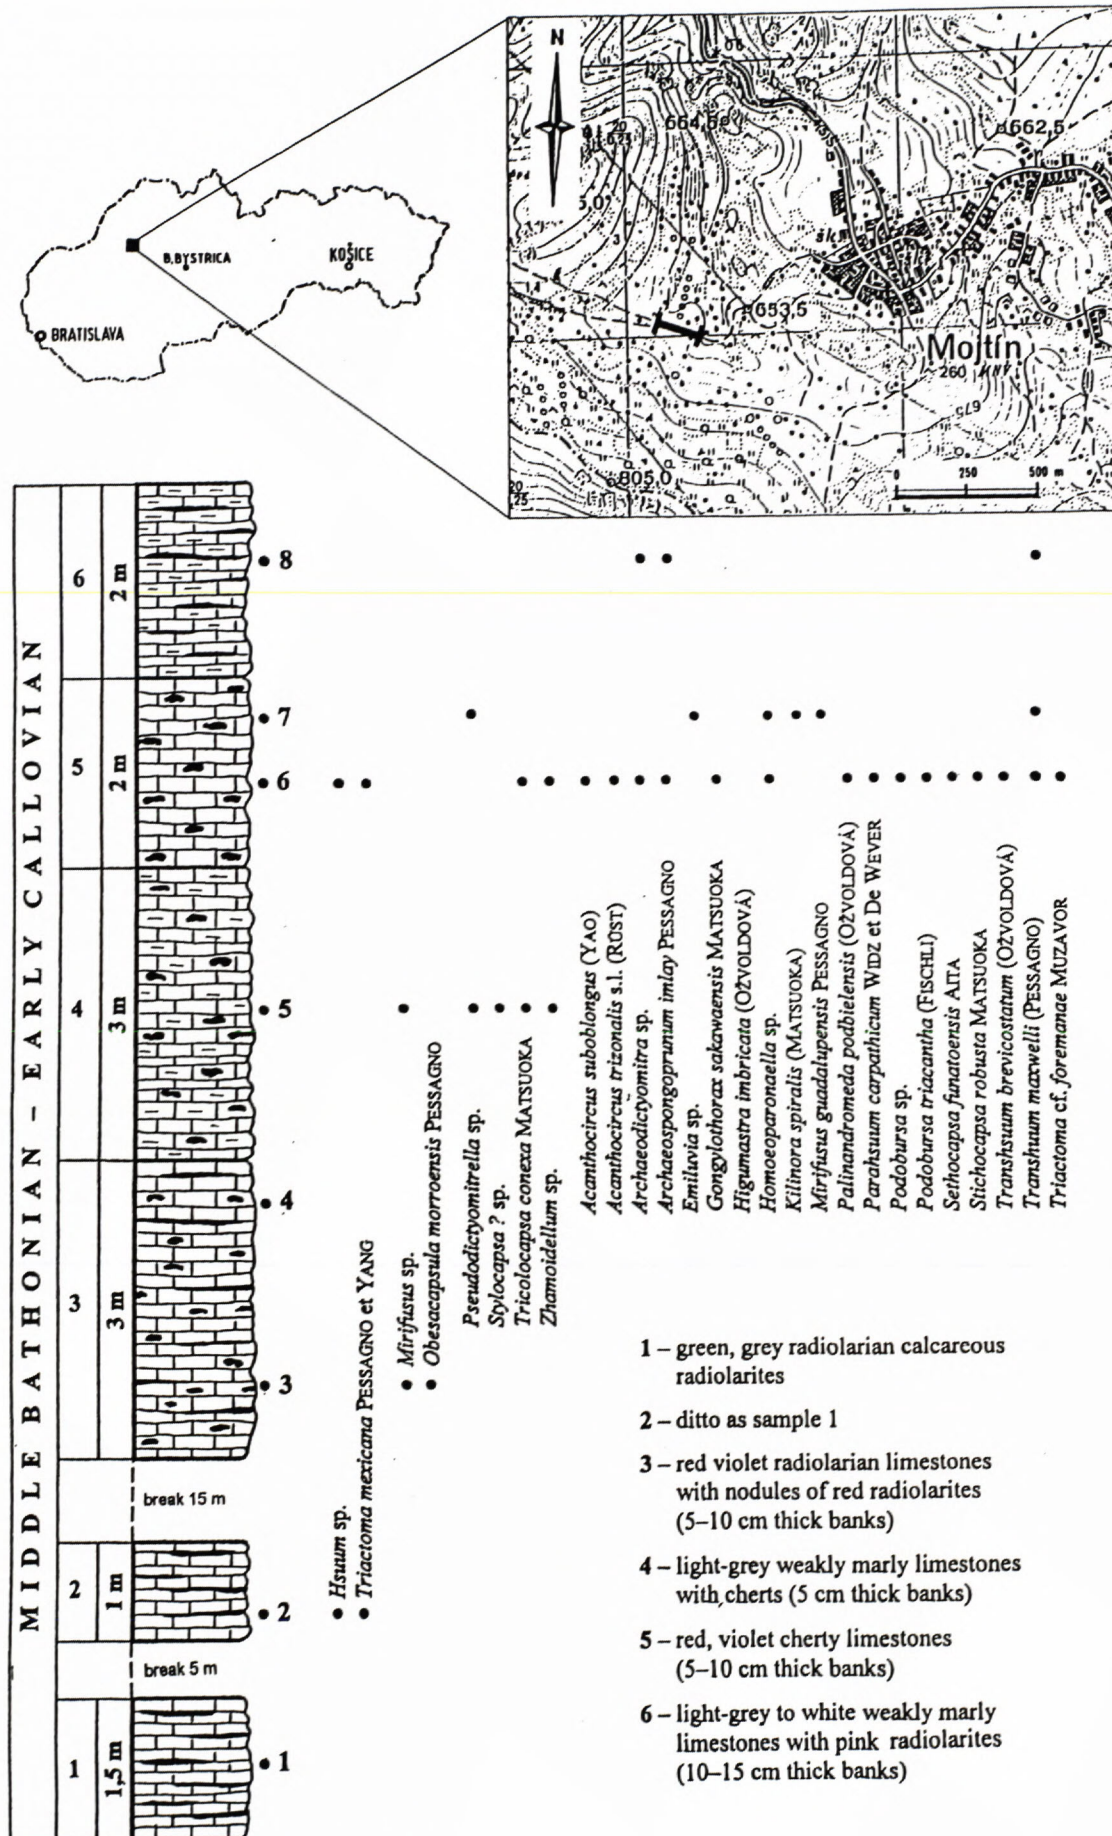 N
664,5
662,5
653,5
Mojtín
260
675
805,0
0 250 500 m
B.BYSTRICA
KOŠICE
BRATISLAVA
MIDDLE BATHONIAN – EARLY CALLOVIAN
6
2 m
8
5
2 m
7
6
4
3 m
5
3
3 m
4
3
break 15 m
2
1 m
2
break 5 m
1
1,5 m
1
Hsuum sp.
Triactoma mexicana PESSAGNO et YANG
Mirifusus sp.
Obesacapsula morroensis PESSAGNO
Pseudodictyomitrella sp.
Stylocapsa ? sp.
Tricolocapsa conexa MATSUOKA
Zhamoidellum sp.
Acanthocircus suboblongus (YAO)
Acanthocircus trizonalis s.l. (RÜST)
Archaeodictyomitra sp.
Archaeospongoprunum imlay PESSAGNO
Emiluvia sp.
Gongylothorax sakawaensis MATSUOKA
Higumastra imbricata (OŽVOLDOVÁ)
Homoeoparonaella sp.
Kilinora spiralis (MATSUOKA)
Mirifusus guadalupensis PESSAGNO
Palinandromeda podbielensis (OŽVOLDOVÁ)
Parahsuum carpathicum WIDZ et De WEVER
Podobursa sp.
Podobursa triacantha (FISCHLI)
Sethocapsa funatoensis AITA
Stichocapsa robusta MATSUOKA
Transhsuum brevicostatum (OŽVOLDOVÁ)
Transhuum maxwelli (PESSAGNO)
Triactoma cf. foremanae MUZAVOR
1 – green, grey radiolarian calcareous
radiolarites
2 – ditto as sample 1
3 – red violet radiolarian limestones
with nodules of red radiolarites
(5–10 cm thick banks)
4 – light-grey weakly marly limestones
with cherts (5 cm thick banks)
5 – red, violet cherty limestones
(5–10 cm thick banks)
6 – light-grey to white weakly marly
limestones with pink radiolarites
(10–15 cm thick banks)